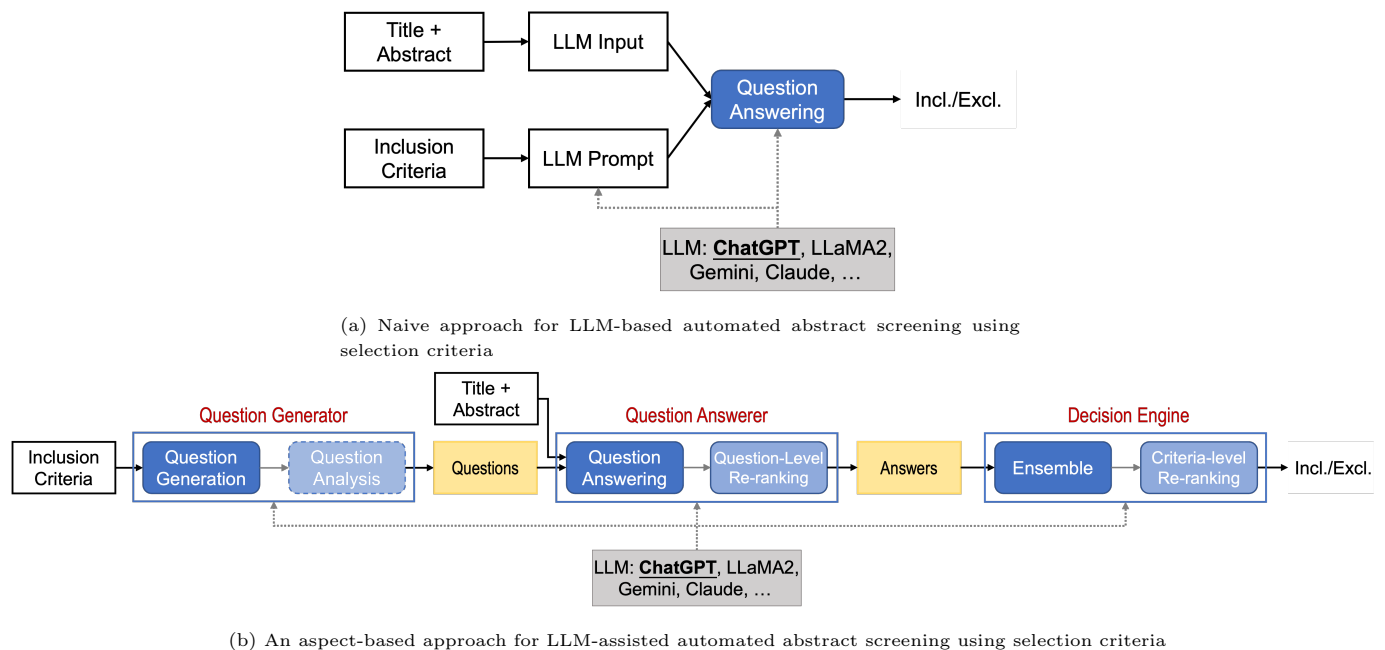 Title +
Abstract
LLM Input
Question
Answering
Incl./Excl.
Inclusion
Criteria
LLM Prompt
LLM: ChatGPT, LLaMA2,
Gemini, Claude, …
(a) Naive approach for LLM-based automated abstract screening using
selection criteria
Title +
Abstract
Question Generator
Question Answerer
Decision Engine
Inclusion
Criteria
Question
Generation
Question
Analysis
Questions
Question
Answering
Question-Level
Re-ranking
Answers
Ensemble
Criteria-level
Re-ranking
Incl./Excl.
LLM: ChatGPT, LLaMA2,
Gemini, Claude, …
(b) An aspect-based approach for LLM-assisted automated abstract screening using selection criteria